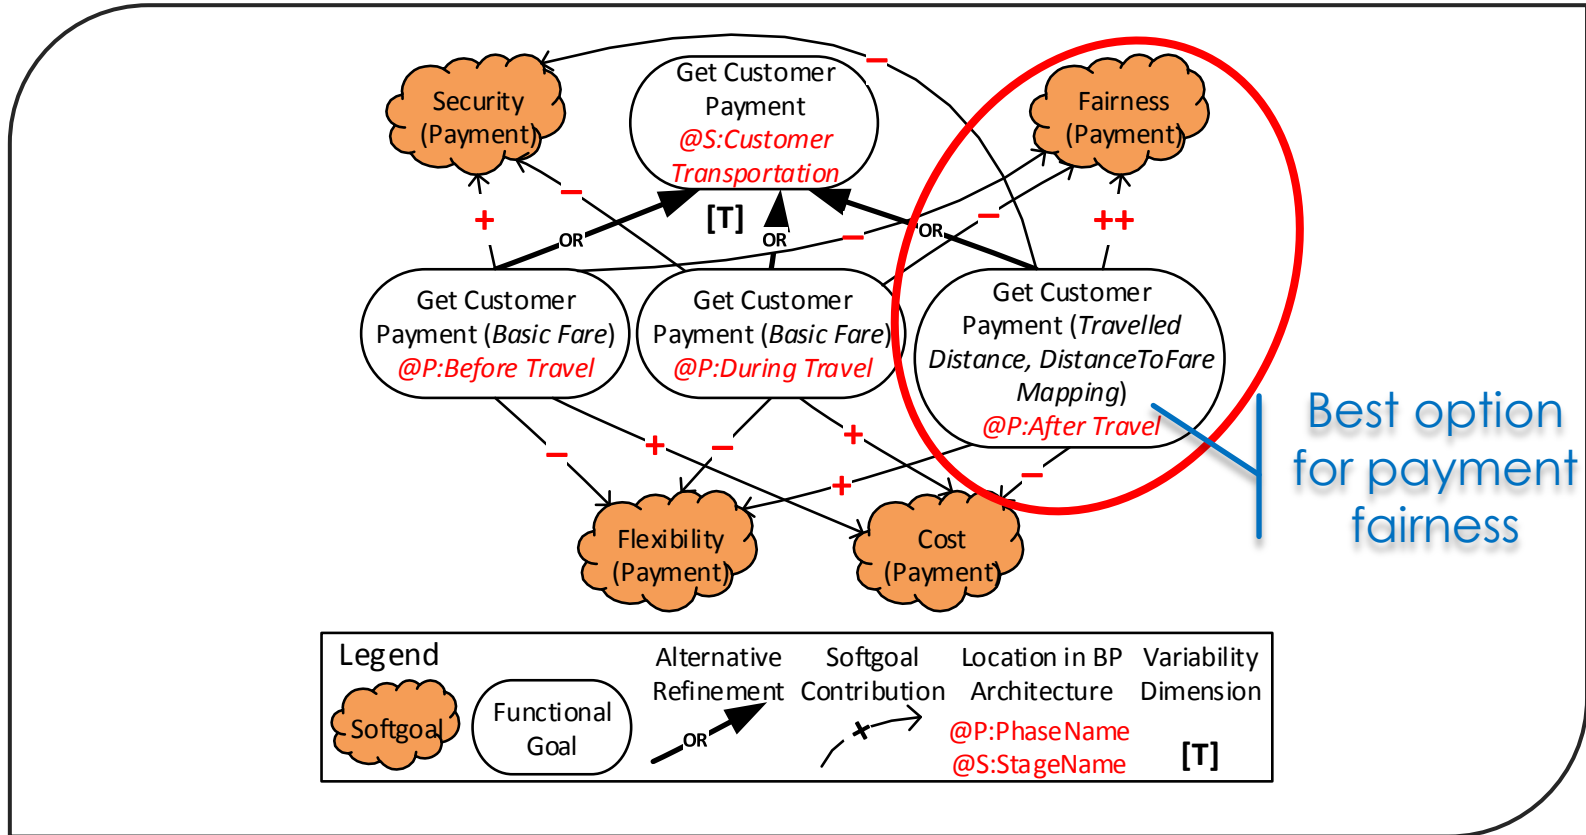 Security
(Payment)
Get Customer
Payment
@S:Customer
Transportation
Fairness
(Payment)
–
–
+
[T]
OR
OR
OR
–
–
++
Get Customer
Payment (Basic Fare)
@P:Before Travel
Get Customer
Payment (Basic Fare)
@P:During Travel
Get Customer
Payment (Travelled
Distance, DistanceToFare
Mapping)
@P:After Travel
Best option
for payment
fairness
–
+
–
+
+
–
Flexibility
(Payment)
Cost
(Payment)
Legend
Softgoal
Functional
Goal
Alternative
Refinement
OR
Softgoal
Contribution
+
Location in BP
Architecture
@P:PhaseName
@S:StageName
Variability
Dimension
[T]